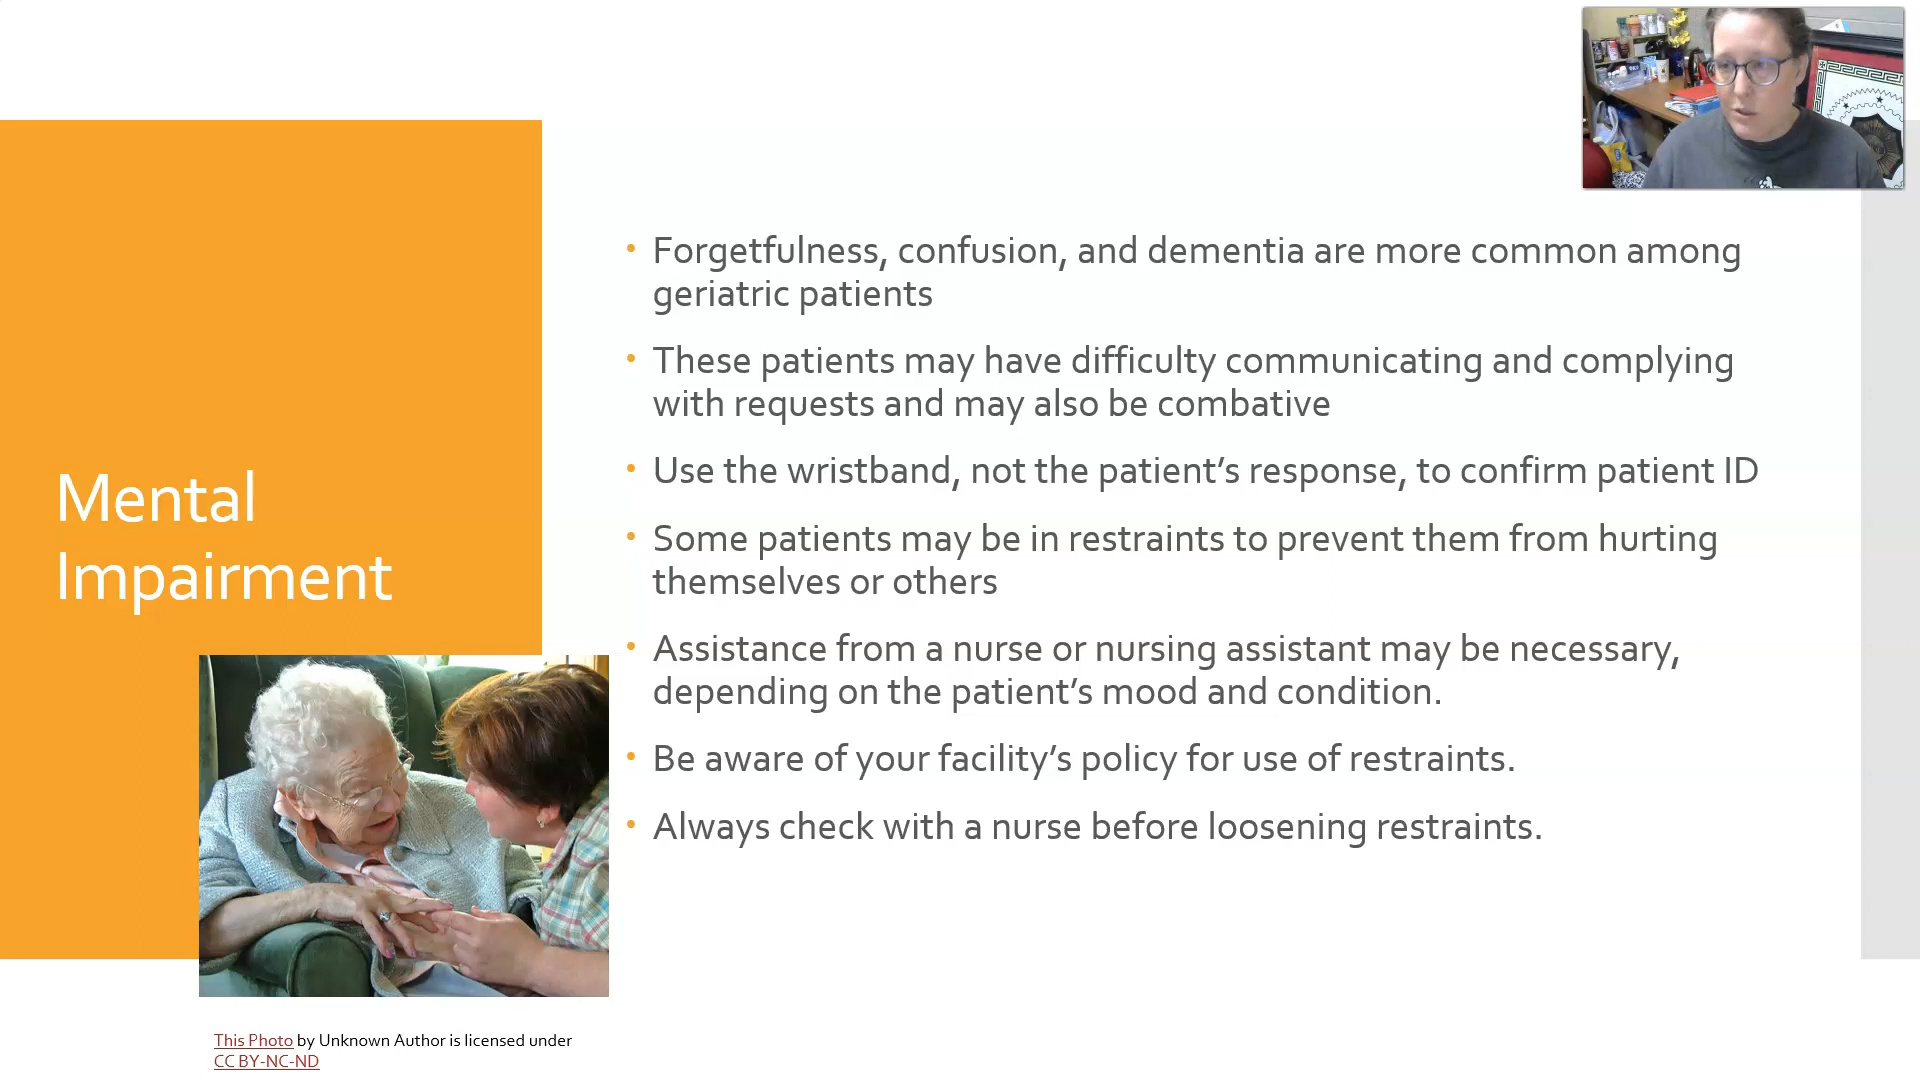 Mental
Impairment
• Forgetfulness, confusion, and dementia are more common among
geriatric patients
• These patients may have difficulty communicating and complying
with requests and may also be combative
• Use the wristband, not the patient’s response, to confirm patient ID
• Some patients may be in restraints to prevent them from hurting
themselves or others
• Assistance from a nurse or nursing assistant may be necessary,
depending on the patient’s mood and condition.
• Be aware of your facility’s policy for use of restraints.
• Always check with a nurse before loosening restraints.
This Photo by Unknown Author is licensed under
CC BY-NC-ND